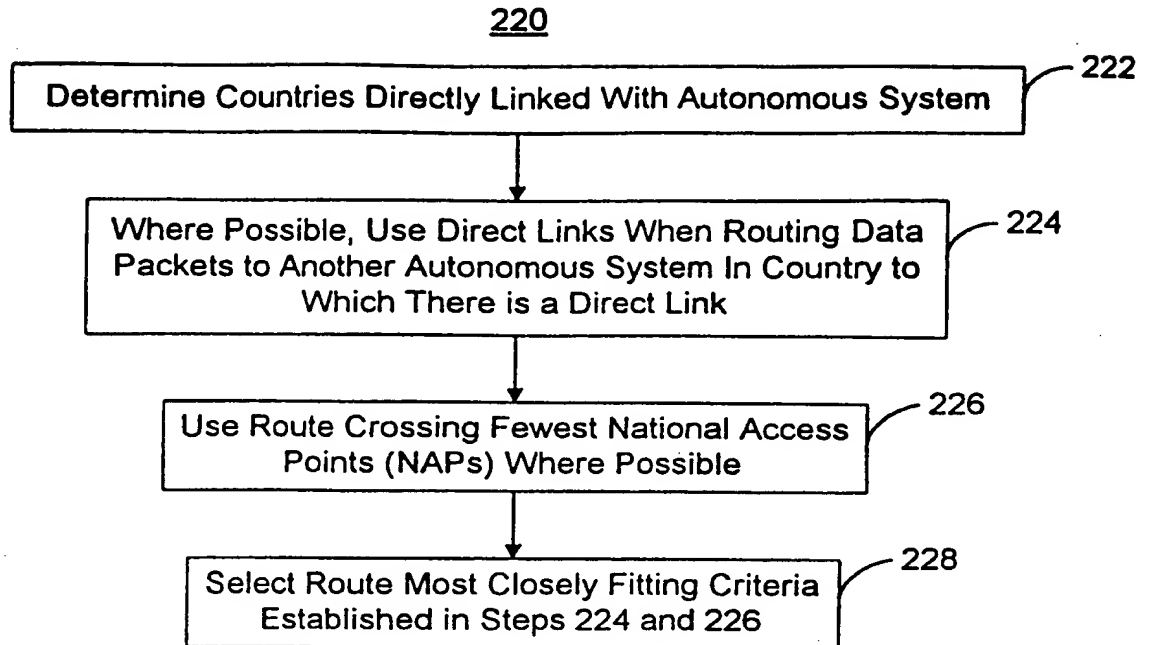 220
222
Determine Countries Directly Linked With Autonomous System
224
Where Possible, Use Direct Links When Routing Data
Packets to Another Autonomous System In Country to
Which There is a Direct Link
226
Use Route Crossing Fewest National Access
Points (NAPs) Where Possible
228
Select Route Most Closely Fitting Criteria
Established in Steps 224 and 226